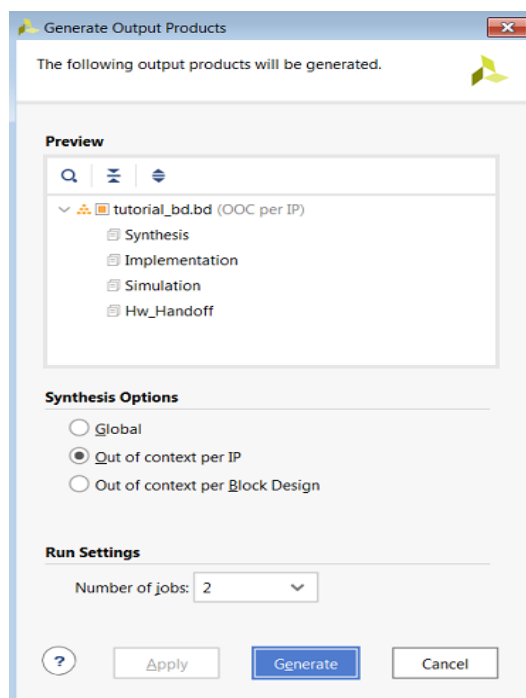 Generate Output Products
The following output products will be generated.
Preview
tutorial_bd.bd (OOC per IP)
Synthesis
Implementation
Simulation
Hw_Handoff
Synthesis Options
Global
Out of context per IP
Out of context per Block Design
Run Settings
Number of jobs: 2
? Apply Generate Cancel